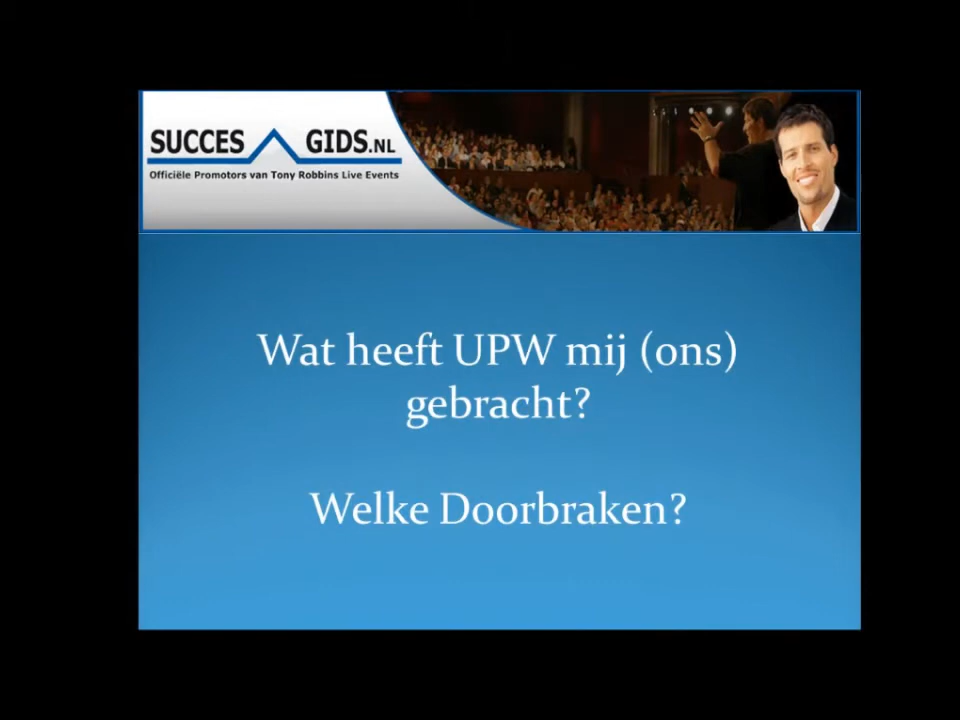 SUCCES GIDS.NL
Officiële Promotors van Tony Robbins Live Events
Wat heeft UPW mij (ons)
gebracht?
Welke Doorbraken?